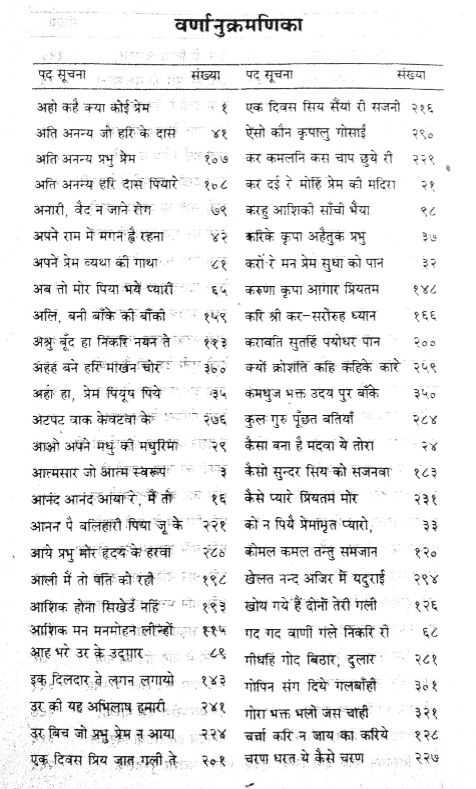 वर्णानुक्रमणिका
पद सूचना संख्या
अहो कहै क्या कोई प्रेम १
अति अनन्य जो हरि के दास ४१
अति अनन्य प्रभु प्रेम १०७
अति अनन्य हरि दास पियारे १०८
अनारी, वैद न जाने रोग ७९
अपने राम में मगन ह्वै रहना ४२
अपने प्रेम व्यथा की गाथा ८१
अब तो मोर पिया भये प्यारी ६५
अलि, बनी बाँके की बाँकी १५९
अश्रु बूँद हा निकरि नयन ते ११३
अहह बने हरि माखन चोर ३००
अहा हा, प्रेम पियूष पिये ३५
अटपट वाक केवटवा के २७६
आओ अपने मधु की मधुरिमा २९
आत्मसार जो आत्म स्वरूप ३
आनंद आनंद आया रे, मैं तो १६
आनन पै बलिहारी पिया जू के २२१
आये प्रभु मोर हृदय के हरवा २८०
आली मैं तो पति की रही १९८
आशिक होना सिखेउँ नहिं १९३
आशिक मन मनमोहन लीन्हों ११५
आह भरे उर के उद्गार ८९
इक दिलदार ते लगन लगायो १४३
उर की यह अभिलाष हमारी २४१
उर बिच जो प्रभु प्रेम न आया २२४
एक दिवस प्रिय जात गली ते २०१
पद सूचना संख्या
एक दिवस सिय सैंया री सजनी २१६
ऐसो कौन कृपालु गोसाईं २९०
कर कमलनि कस चाप छुये री २२९
कर दई रे मोहिं प्रेम की मदिरा २१
करहु आशिकी साँची भैया ९८
करिके कृपा अहैतुक प्रभु ३७
करो रे मन प्रेम सुधा को पान ३२
करुणा कृपा आगार प्रियतम १४८
करि श्री कर-सरोरुह ध्यान १६६
करावति सुतहिं पयोधर पान २००
क्यों क्रोशति कहि कहिके कारे २५९
कमधुज भक्त उदय पुर बाँके ३५०
कुल गुरु पूँछत बतियाँ २८४
कैसा बना है मदवा ये तोरा २४
कैसो सुन्दर सिय को सजनवा १८३
कैसे प्यारे प्रियतम मोर २३१
को न पियै प्रेमामृत प्यारो, ३३
कोमल कमल तन्तु समजान १२०
खेलत नन्द अजिर में यदुराई २९४
खोय गये हैं दोनों तेरी गली १२६
गद गद वाणी गले निकरि री ६८
गीधहिं गोद बिठार, दुलार २८१
गोपिन संग दिये गलबाँही ३०१
गोरा भक्त भलो जस चाही ३२१
चर्चा करि न जाय का करिये १२८
चरण धरत ये कैसे चरण २२७